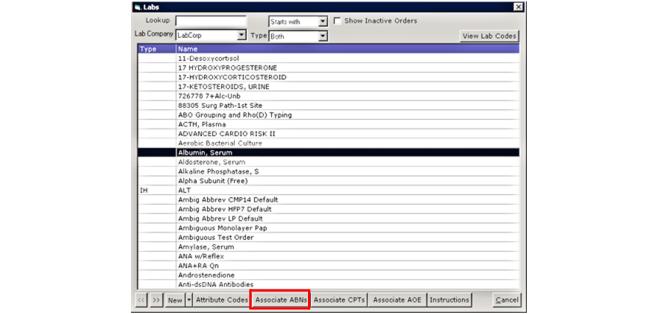 Labs
Lookup Starts with Show Inactive Orders
Lab Company LabCorp Type Both View Lab Codes
Type Name
11-Desoxycortisol
17 HYDROXYPROGESTERONE
17-HYDROXYCORTICOSTEROID
17-KETOSTEROIDS, URINE
726778 7+Alc-Unb
88305 Surg Path-1st Site
ABO Grouping and Rho(D) Typing
ACTH, Plasma
ADVANCED CARDIO RISK II
Aerobic Bacterial Culture
Albumin, Serum
Aldosterone, Serum
Alkaline Phosphatase, S
Alpha Subunit (Free)
IH ALT
Ambig Abbrev CMP14 Default
Ambig Abbrev HFP7 Default
Ambig Abbrev LP Default
Ambiguous Monolayer Pap
Ambiguous Test Order
Amylase, Serum
ANA w/Reflex
ANA+RA Qn
Androstenedione
Anti-dsDNA Antibodies
<< >> New Attribute Codes Associate ABNs Associate CPTs Associate AOE Instructions Cancel